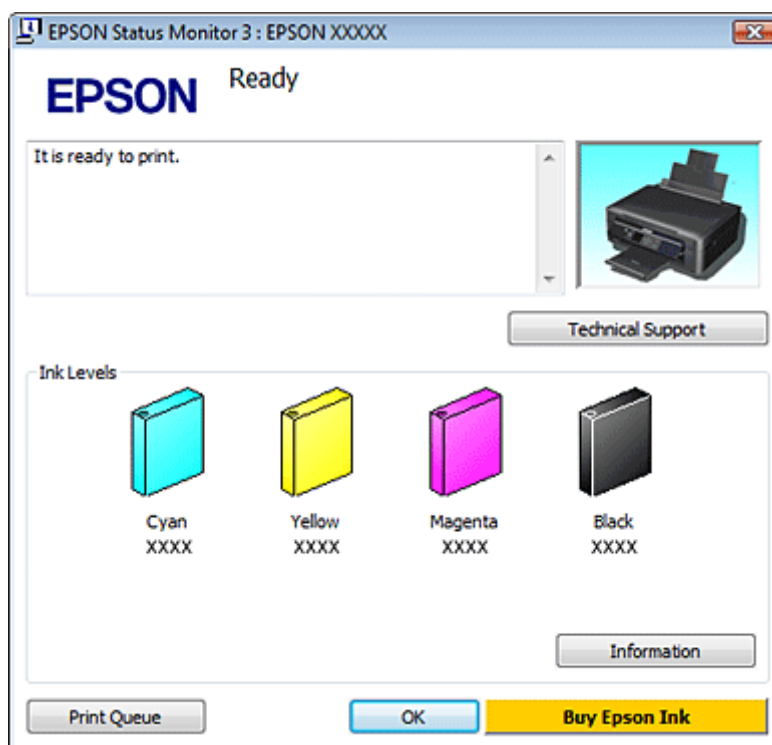 EPSON Status Monitor 3 : EPSON XXXXX
EPSON
Ready
It is ready to print.
Technical Support
Ink Levels
Cyan
Yellow
Magenta
Black
XXXX
XXXX
XXXX
XXXX
Information
Print Queue
OK
Buy Epson Ink